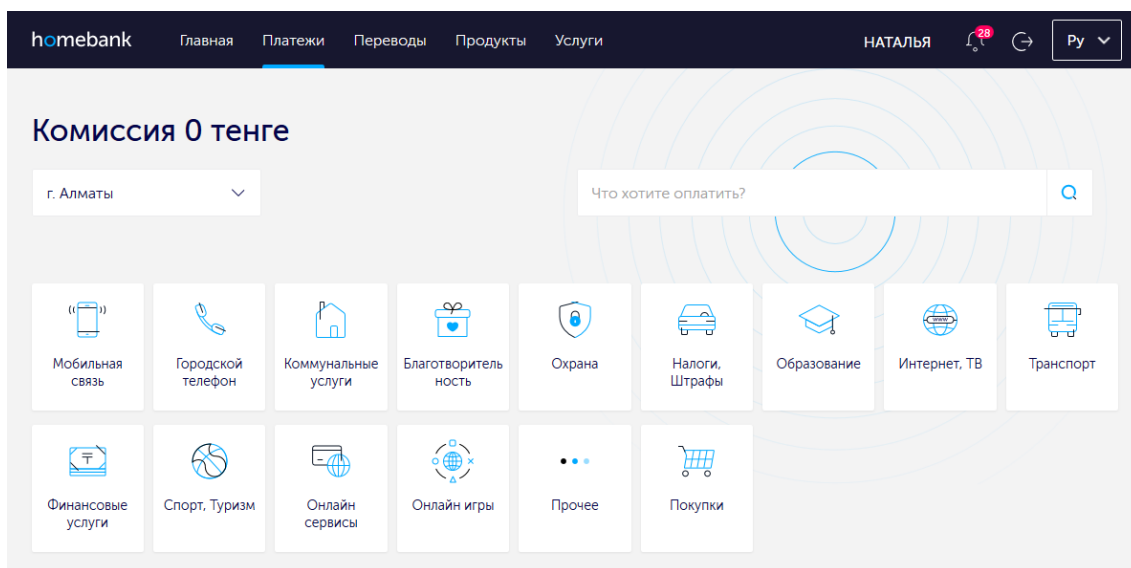 homebank Главная Платежи Переводы Продукты Услуги НАТАЛЬЯ 28 Ру
Комиссия 0 тенге
г. Алматы Что хотите оплатить?
Мобильная
связь
Городской
телефон
Коммунальные
услуги
Благотворитель
ность
Охрана
Налоги,
Штрафы
Образование
www
Интернет, ТВ
Транспорт
₸
Финансовые
услуги
Спорт, Туризм
Онлайн
сервисы
Онлайн игры
Прочее
Покупки